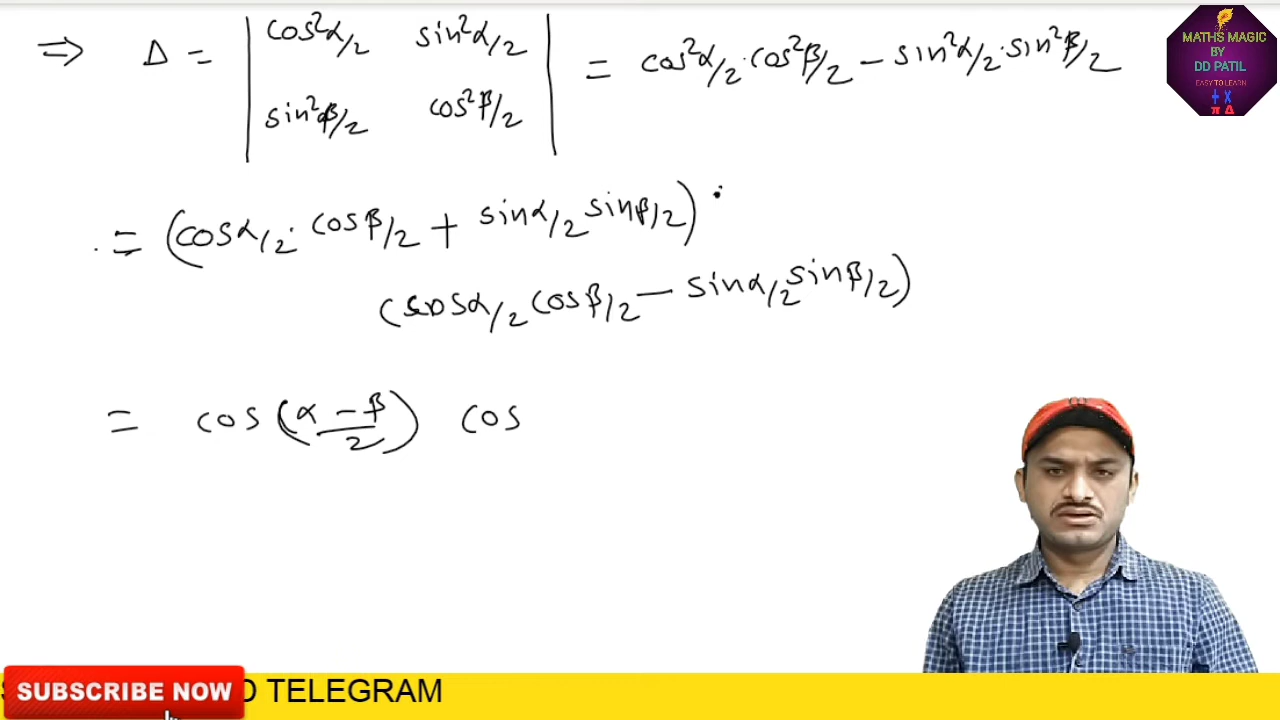 ⇒ Δ = | cos²α/2 sin²α/2 | = cos²α/2 · cos²β/2 − sin²α/2 · sin²β/2
| sin²β/2 cos²β/2 |
= (cosα/2 · cosβ/2 + sinα/2 sinβ/2) ·
(cosα/2 cosβ/2 − sinα/2 sinβ/2)
= cos(α − β / 2) cos
MATHS MAGIC
BY
DD PATIL
EASY TO LEARN
+ X
π Δ
SUBSCRIBE NOW
D TELEGRAM